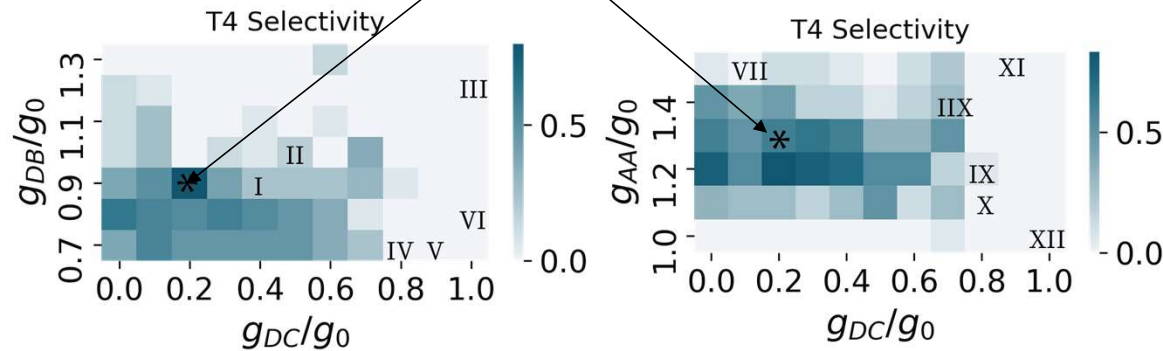 T4 Selectivity
g_DB/g_0
1.3
1.1
0.9
0.7
III
II
*
I
VI
IV V
0.0 0.2 0.4 0.6 0.8 1.0
g_DC/g_0
0.5
0.0
T4 Selectivity
g_AA/g_0
1.4
1.2
1.0
VII
XI
IIX
*
IX
X
XII
0.0 0.2 0.4 0.6 0.8 1.0
g_DC/g_0
0.5
0.0